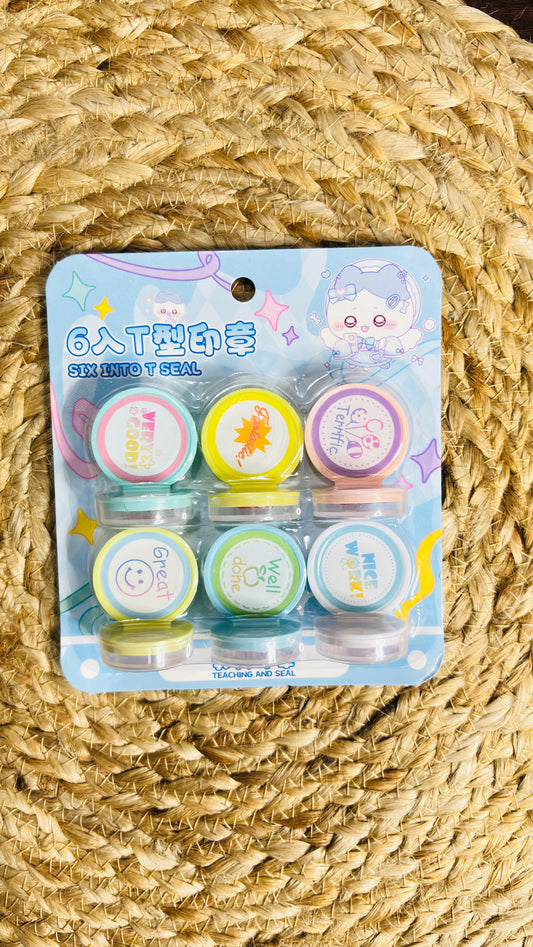 6入T型印章
SIX INTO T SEAL
VERY
GOOD!
Fantastic!
Terrific
Great
Well
done
NICE
WORK!
TEACHING AND SEAL